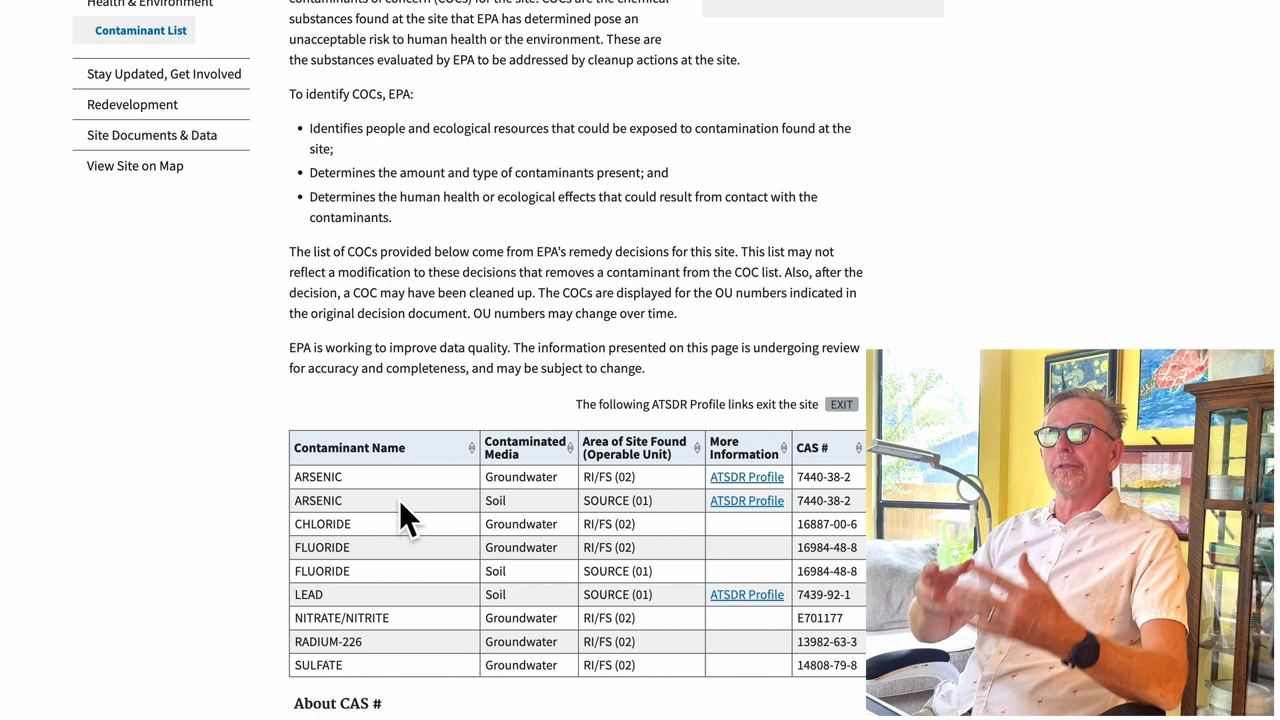 Health & Environment
Contaminant List
Stay Updated, Get Involved
Redevelopment
Site Documents & Data
View Site on Map
contaminants of concern (COCs) for the site. COCs are the chemical
substances found at the site that EPA has determined pose an
unacceptable risk to human health or the environment. These are
the substances evaluated by EPA to be addressed by cleanup actions at the site.
To identify COCs, EPA:
• Identifies people and ecological resources that could be exposed to contamination found at the
site;
• Determines the amount and type of contaminants present; and
• Determines the human health or ecological effects that could result from contact with the
contaminants.
The list of COCs provided below come from EPA's remedy decisions for this site. This list may not
reflect a modification to these decisions that removes a contaminant from the COC list. Also, after the
decision, a COC may have been cleaned up. The COCs are displayed for the OU numbers indicated in
the original decision document. OU numbers may change over time.
EPA is working to improve data quality. The information presented on this page is undergoing review
for accuracy and completeness, and may be subject to change.
The following ATSDR Profile links exit the site EXIT
Contaminant Name Contaminated Media Area of Site Found (Operable Unit) More Information CAS #
ARSENIC Groundwater RI/FS (02) ATSDR Profile 7440-38-2
ARSENIC Soil SOURCE (01) ATSDR Profile 7440-38-2
CHLORIDE Groundwater RI/FS (02) 16887-00-6
FLUORIDE Groundwater RI/FS (02) 16984-48-8
FLUORIDE Soil SOURCE (01) 16984-48-8
LEAD Soil SOURCE (01) ATSDR Profile 7439-92-1
NITRATE/NITRITE Groundwater RI/FS (02) E701177
RADIUM-226 Groundwater RI/FS (02) 13982-63-3
SULFATE Groundwater RI/FS (02) 14808-79-8
About CAS #